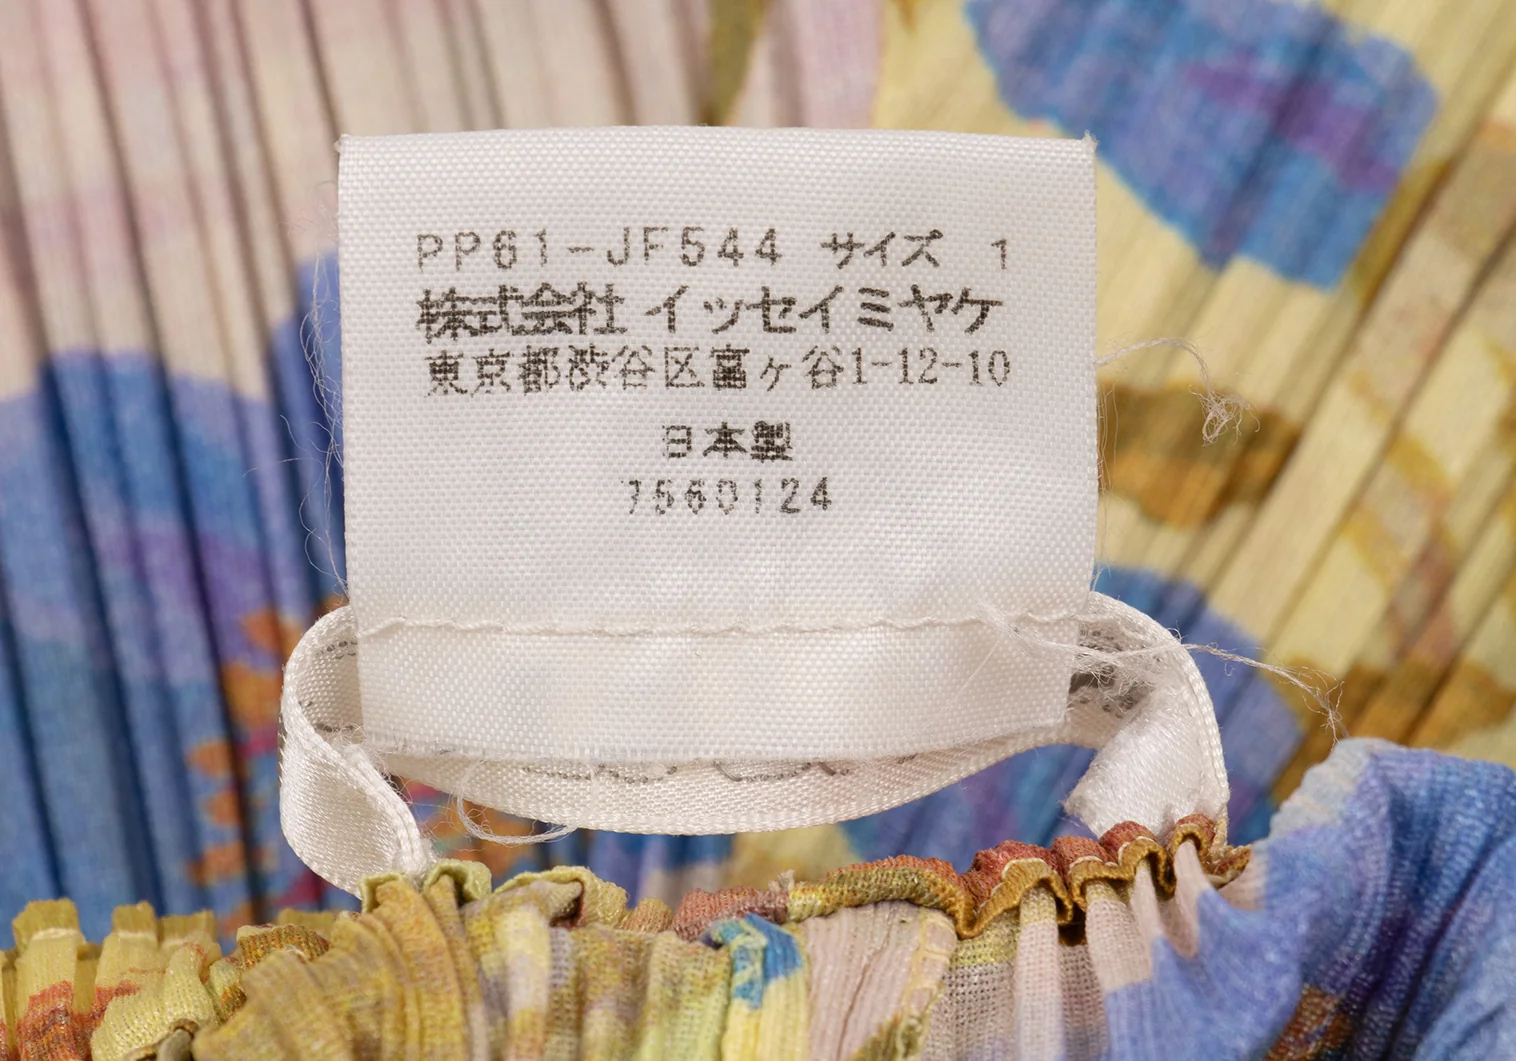 PP61-JF544 サイズ 1
株式会社 イッセイミヤケ
東京都渋谷区富ヶ谷1-12-10
日本製
7560124